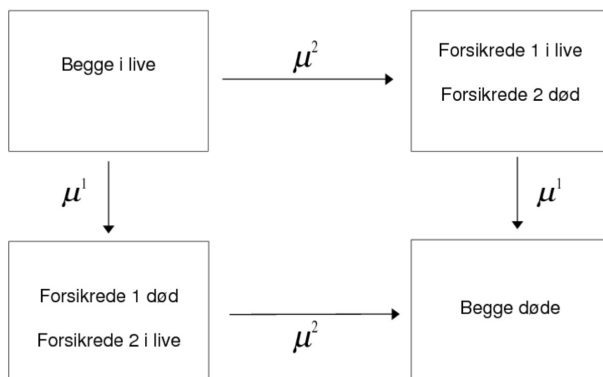 Begge i live
μ²
Forsikrede 1 i live
Forsikrede 2 død
μ¹
μ¹
Forsikrede 1 død
Forsikrede 2 i live
μ²
Begge døde